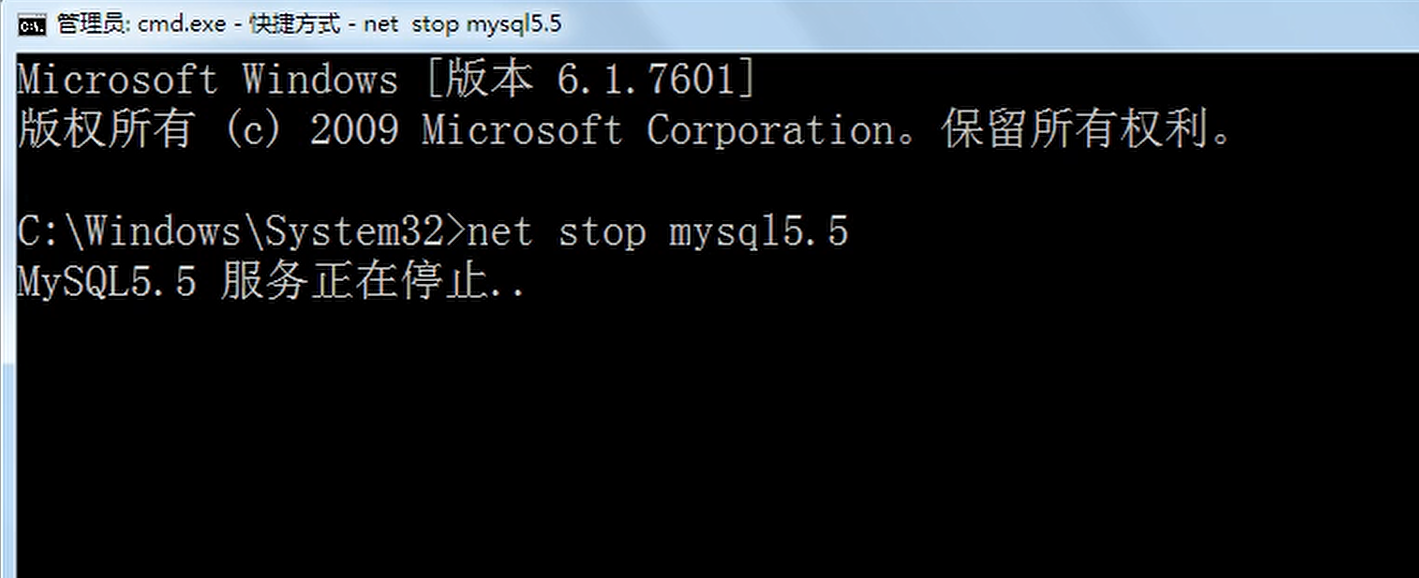 管理员: cmd.exe - 快捷方式 - net  stop mysql5.5
Microsoft Windows [版本 6.1.7601]
版权所有 (c) 2009 Microsoft Corporation。保留所有权利。
C:\Windows\System32>net stop mysql5.5
MySQL5.5 服务正在停止..